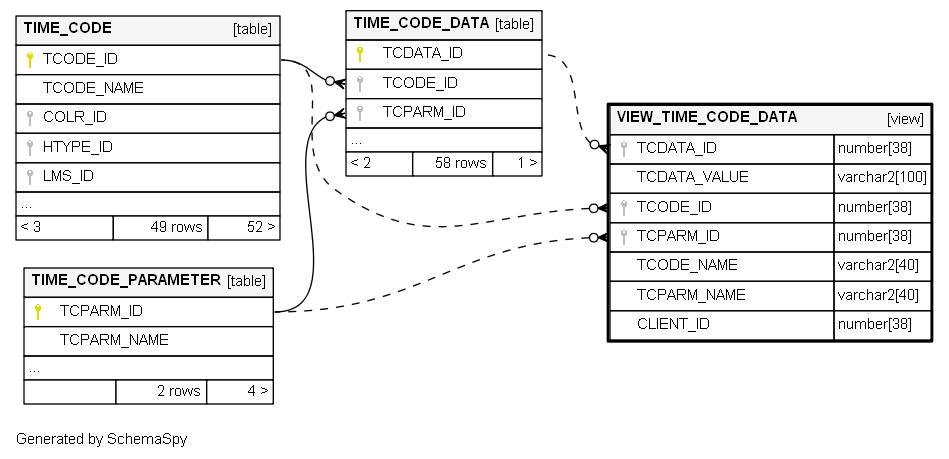 TIME_CODE [table]
TCODE_ID
TCODE_NAME
COLR_ID
HTYPE_ID
LMS_ID
...
< 3 49 rows 52 >
TIME_CODE_DATA [table]
TCDATA_ID
TCODE_ID
TCPARM_ID
...
< 2 58 rows 1 >
VIEW_TIME_CODE_DATA [view]
TCDATA_ID number[38]
TCDATA_VALUE varchar2[100]
TCODE_ID number[38]
TCPARM_ID number[38]
TCODE_NAME varchar2[40]
TCPARM_NAME varchar2[40]
CLIENT_ID number[38]
TIME_CODE_PARAMETER [table]
TCPARM_ID
TCPARM_NAME
...
2 rows 4 >
Generated by SchemaSpy